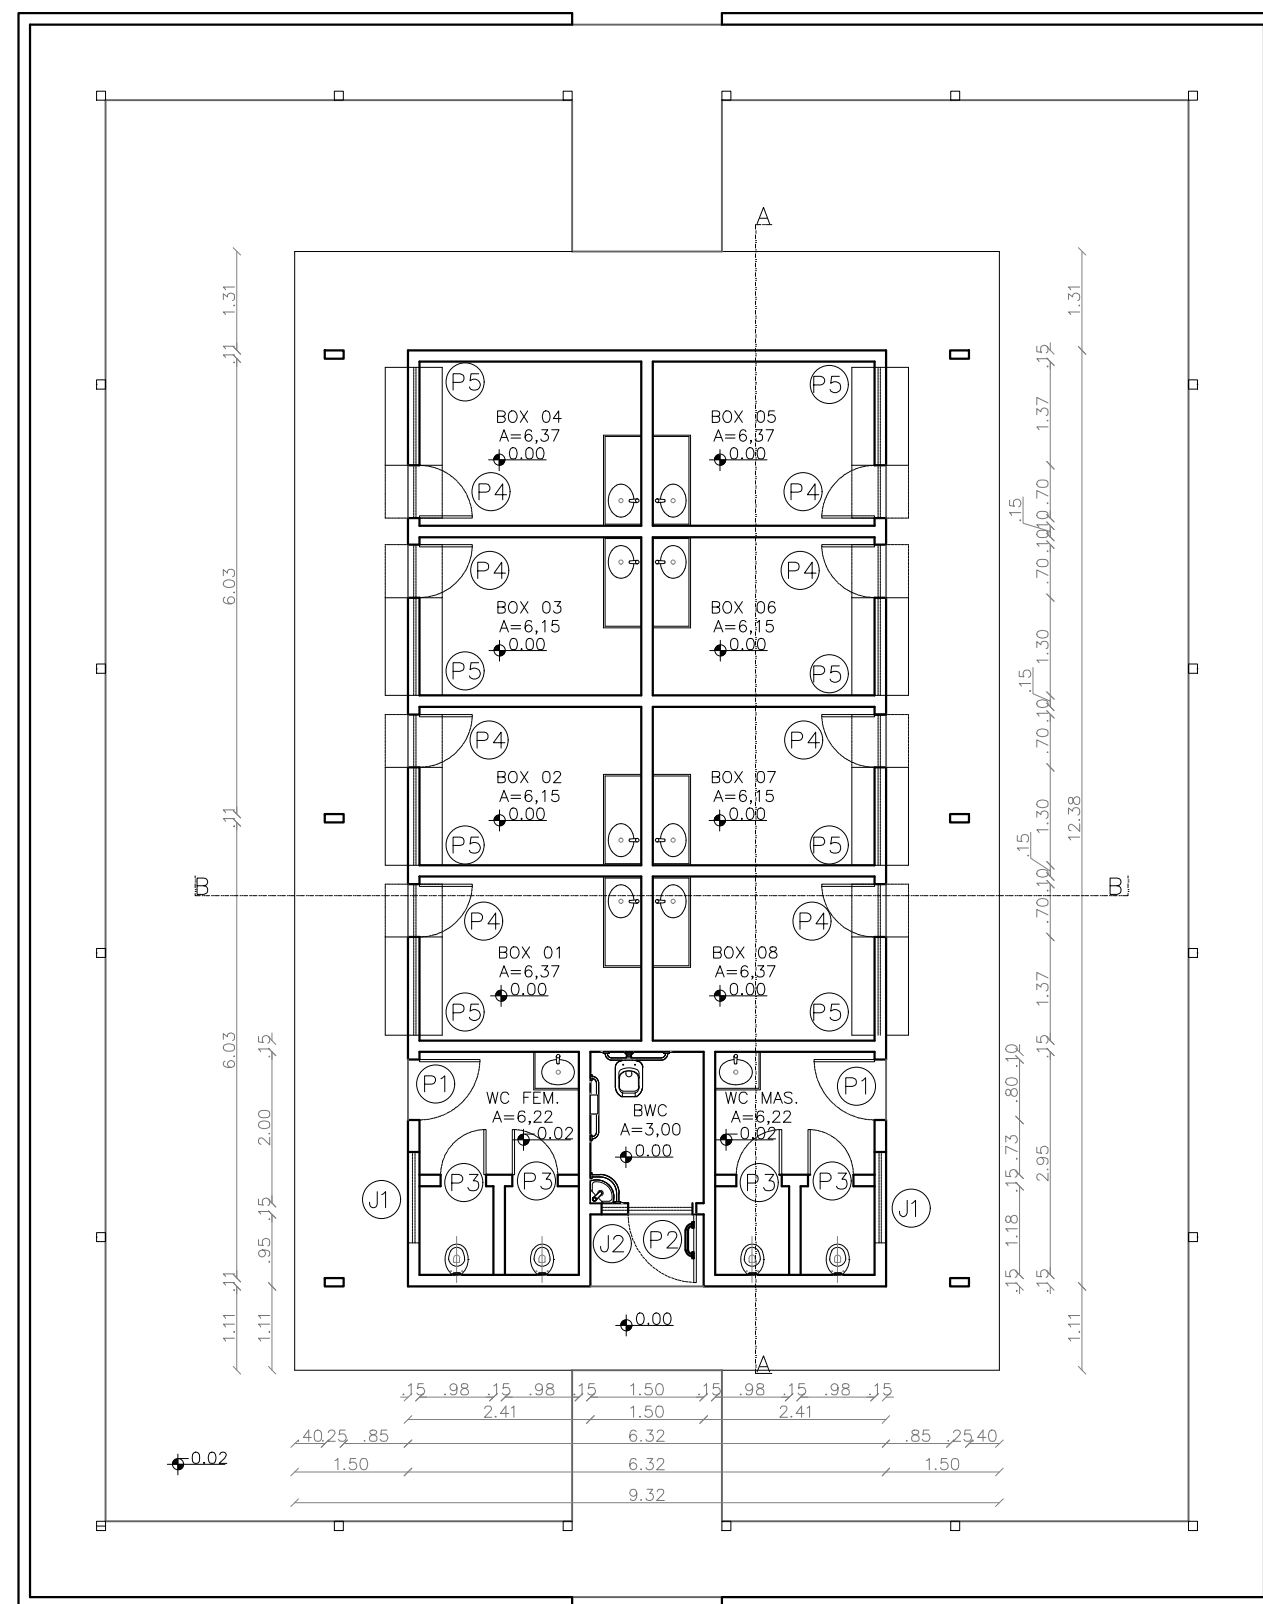 A
1.31
1.31
.11
.15
P5
P5
BOX 04
A=6,37
0.00
BOX 05
A=6,37
0.00
1.37
P4
P4
.70
.15
.10
.10
.70
P4
P4
6.03
BOX 03
A=6,15
0.00
BOX 06
A=6,15
0.00
1.30
P5
P5
.15
.10
.70
P4
P4
BOX 02
A=6,15
0.00
BOX 07
A=6,15
0.00
1.30
12.38
.11
P5
P5
.15
B
B
.10
.70
P4
P4
BOX 01
A=6,37
0.00
BOX 08
A=6,37
0.00
1.37
P5
P5
6.03
.15
.15
.10
P1
P1
.80
WC FEM.
A=6,22
-0.02
BWC
A=3,00
0.00
WC MAS.
A=6,22
-0.02
2.00
.73
2.95
P3
P3
P3
P3
.15
J1
J1
.15
J2
P2
1.18
.95
.11
.15
.15
1.11
1.11
0.00
1.11
A
.15 .98 .15 .98 .15 1.50 .15 .98 .15 .98 .15
2.41 1.50 2.41
.40 .25 .85 6.32 .85 .25 .40
-0.02
1.50 6.32 1.50
9.32